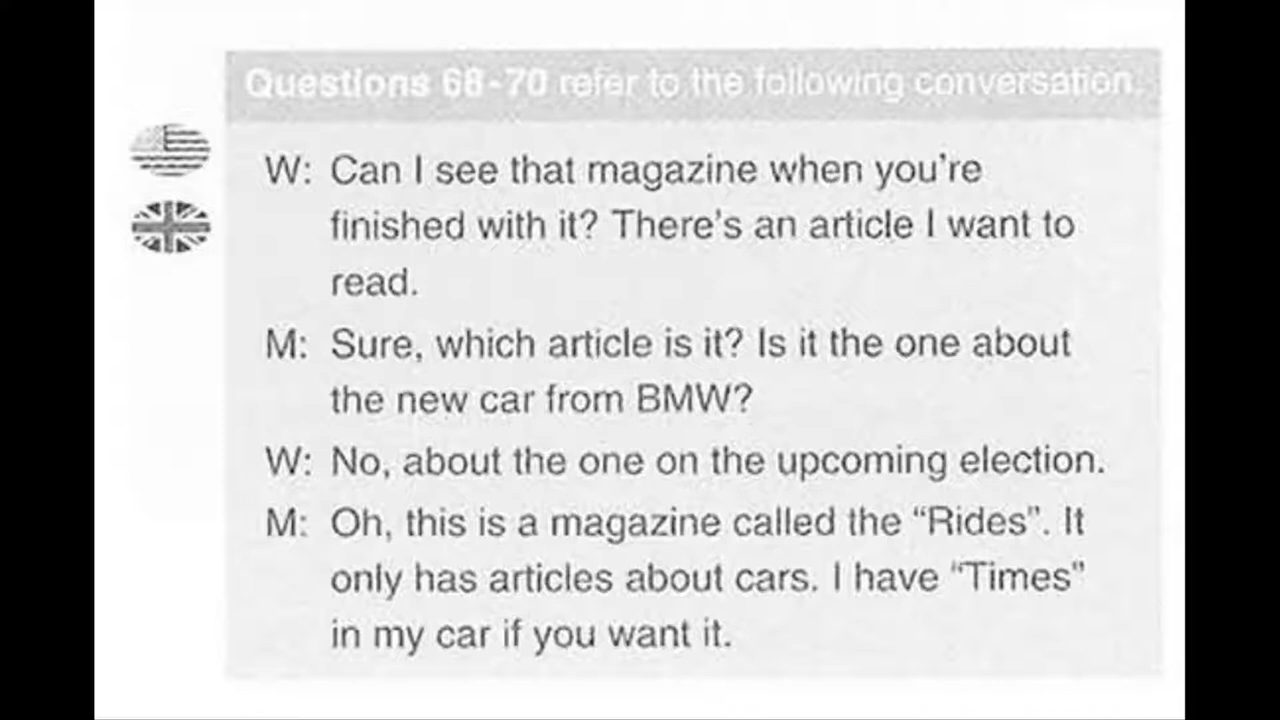 Questions 68-70 refer to the following conversation.
W: Can I see that magazine when you're
finished with it? There's an article I want to
read.
M: Sure, which article is it? Is it the one about
the new car from BMW?
W: No, about the one on the upcoming election.
M: Oh, this is a magazine called the “Rides”. It
only has articles about cars. I have “Times”
in my car if you want it.